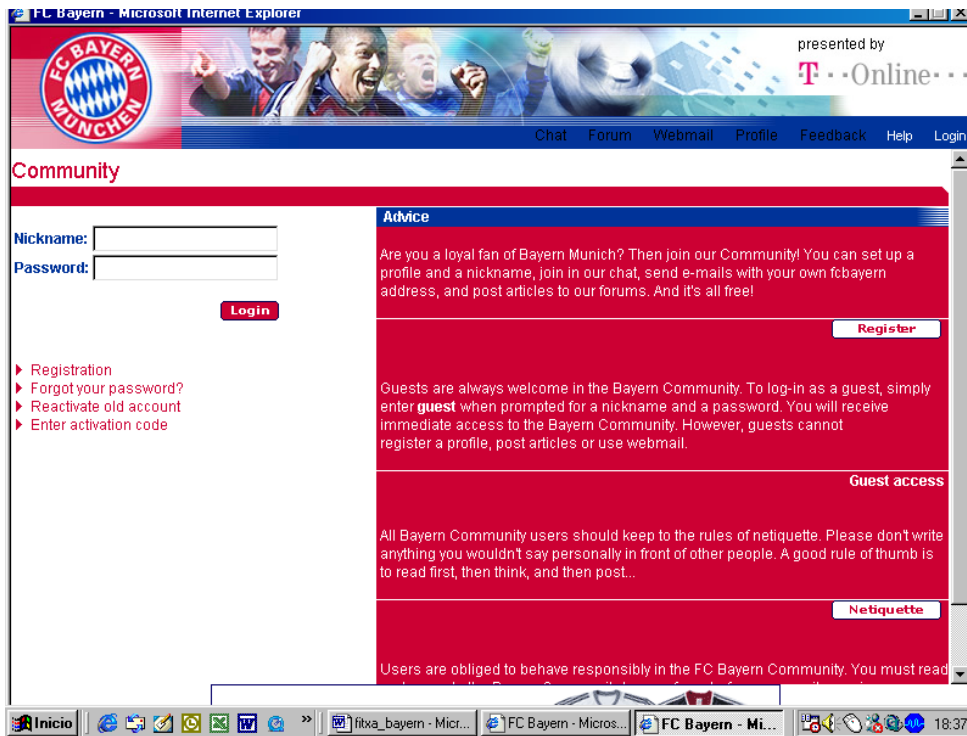 FC Bayern - Microsoft Internet Explorer
FC BAYERN
MÜNCHEN
presented by
T · · Online · · ·
Chat Forum Webmail Profile Feedback Help Login
Community
Nickname:
Password:
Login
Registration
Forgot your password?
Reactivate old account
Enter activation code
Advice
Are you a loyal fan of Bayern Munich? Then join our Community! You can set up a
profile and a nickname, join in our chat, send e-mails with your own fcbayern
address, and post articles to our forums. And it's all free!
Register
Guests are always welcome in the Bayern Community. To log-in as a guest, simply
enter guest when prompted for a nickname and a password. You will receive
immediate access to the Bayern Community. However, guests cannot
register a profile, post articles or use webmail.
Guest access
All Bayern Community users should keep to the rules of netiquette. Please don't write
anything you wouldn't say personally in front of other people. A good rule of thumb is
to read first, then think, and then post...
Netiquette
Users are obliged to behave responsibly in the FC Bayern Community. You must read
Inicio » fitxa_bayern - Micr... FC Bayern - Micros... FC Bayern - Mi... 18:37